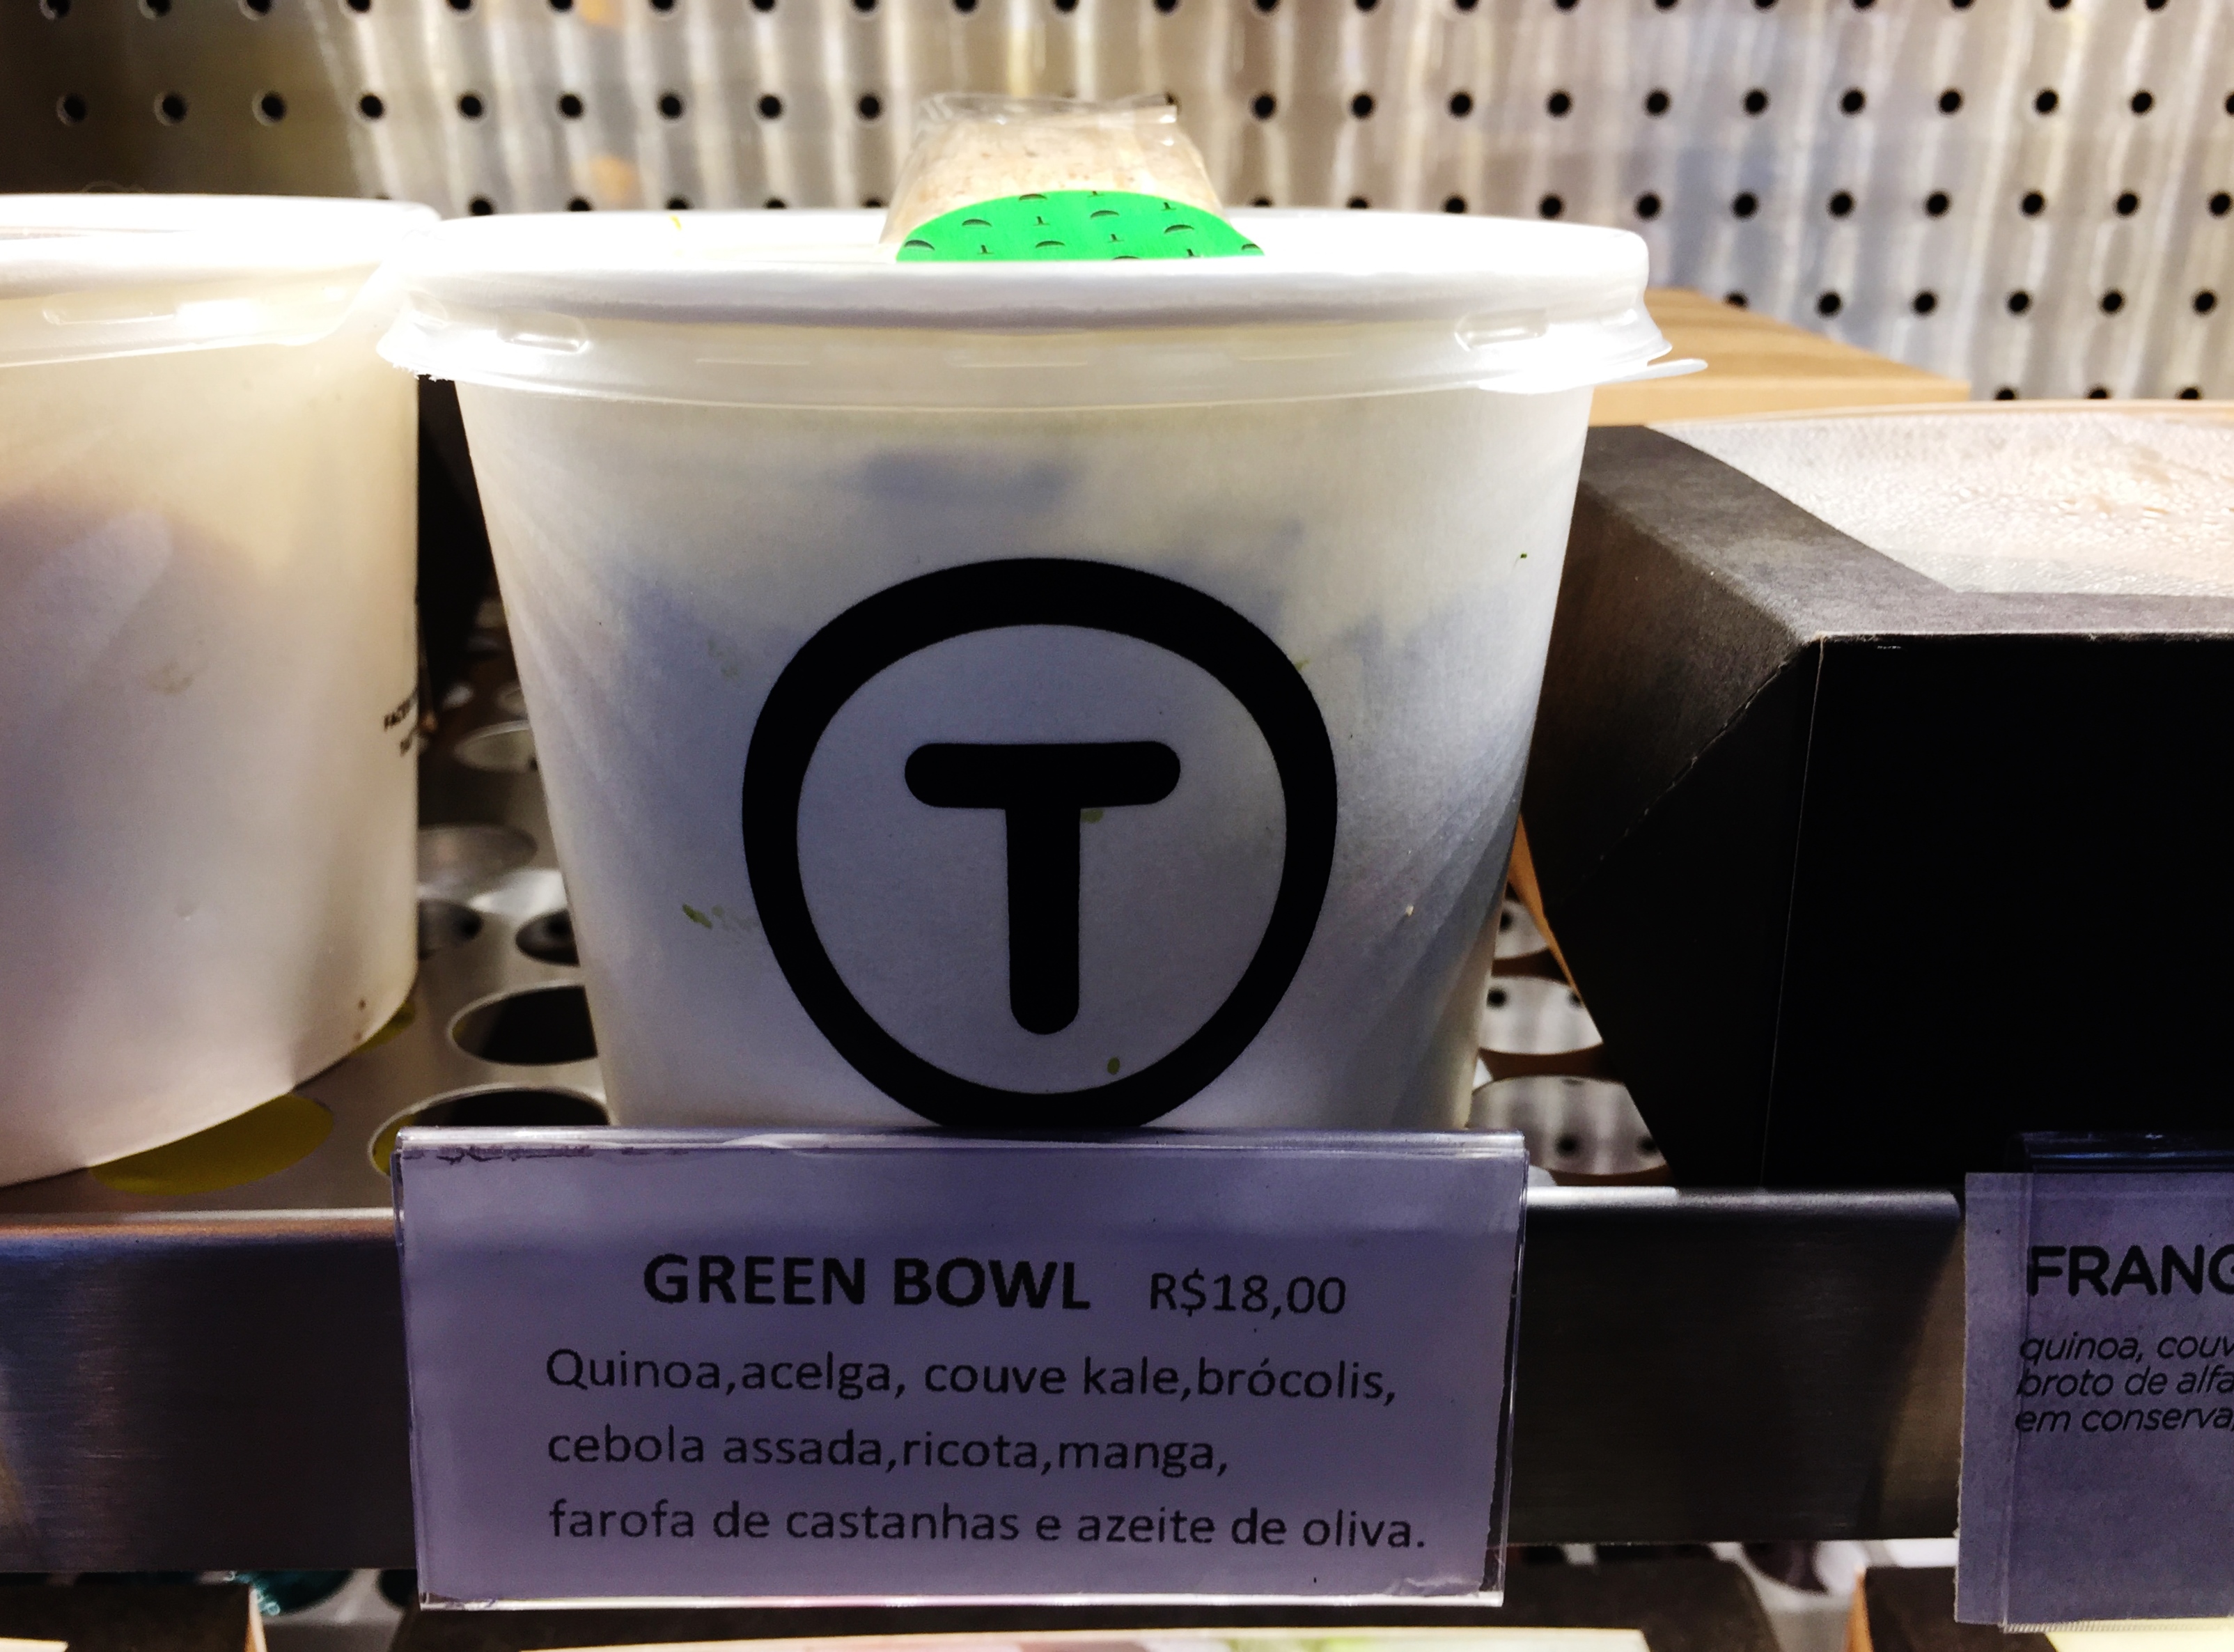 T
GREEN BOWL R$18,00
Quinoa,acelga, couve kale,brócolis,
cebola assada,ricota,manga,
farofa de castanhas e azeite de oliva.
FRANG
quinoa, couv
broto de alfa
em conserva,